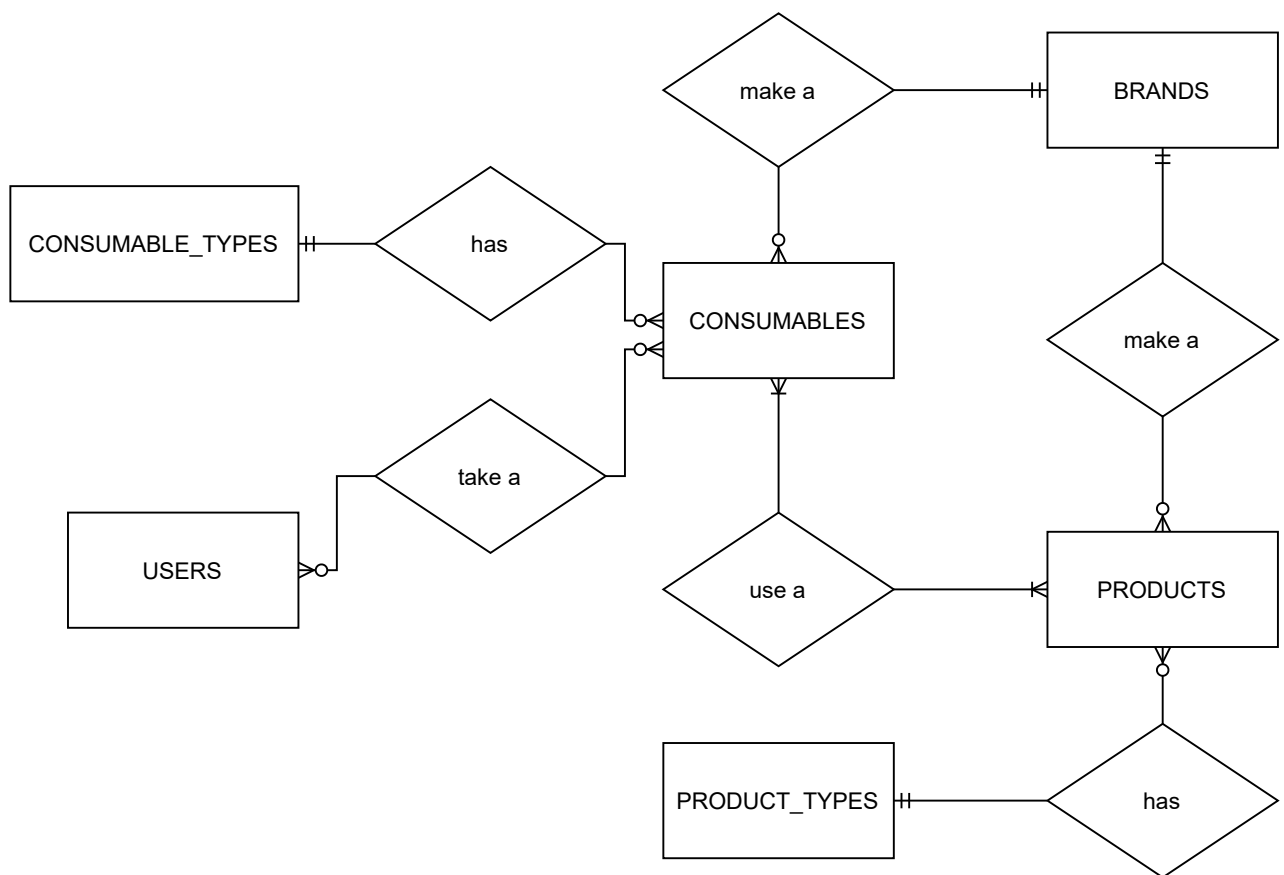 make a
BRANDS
CONSUMABLE_TYPES
has
CONSUMABLES
make a
take a
USERS
use a
PRODUCTS
PRODUCT_TYPES
has